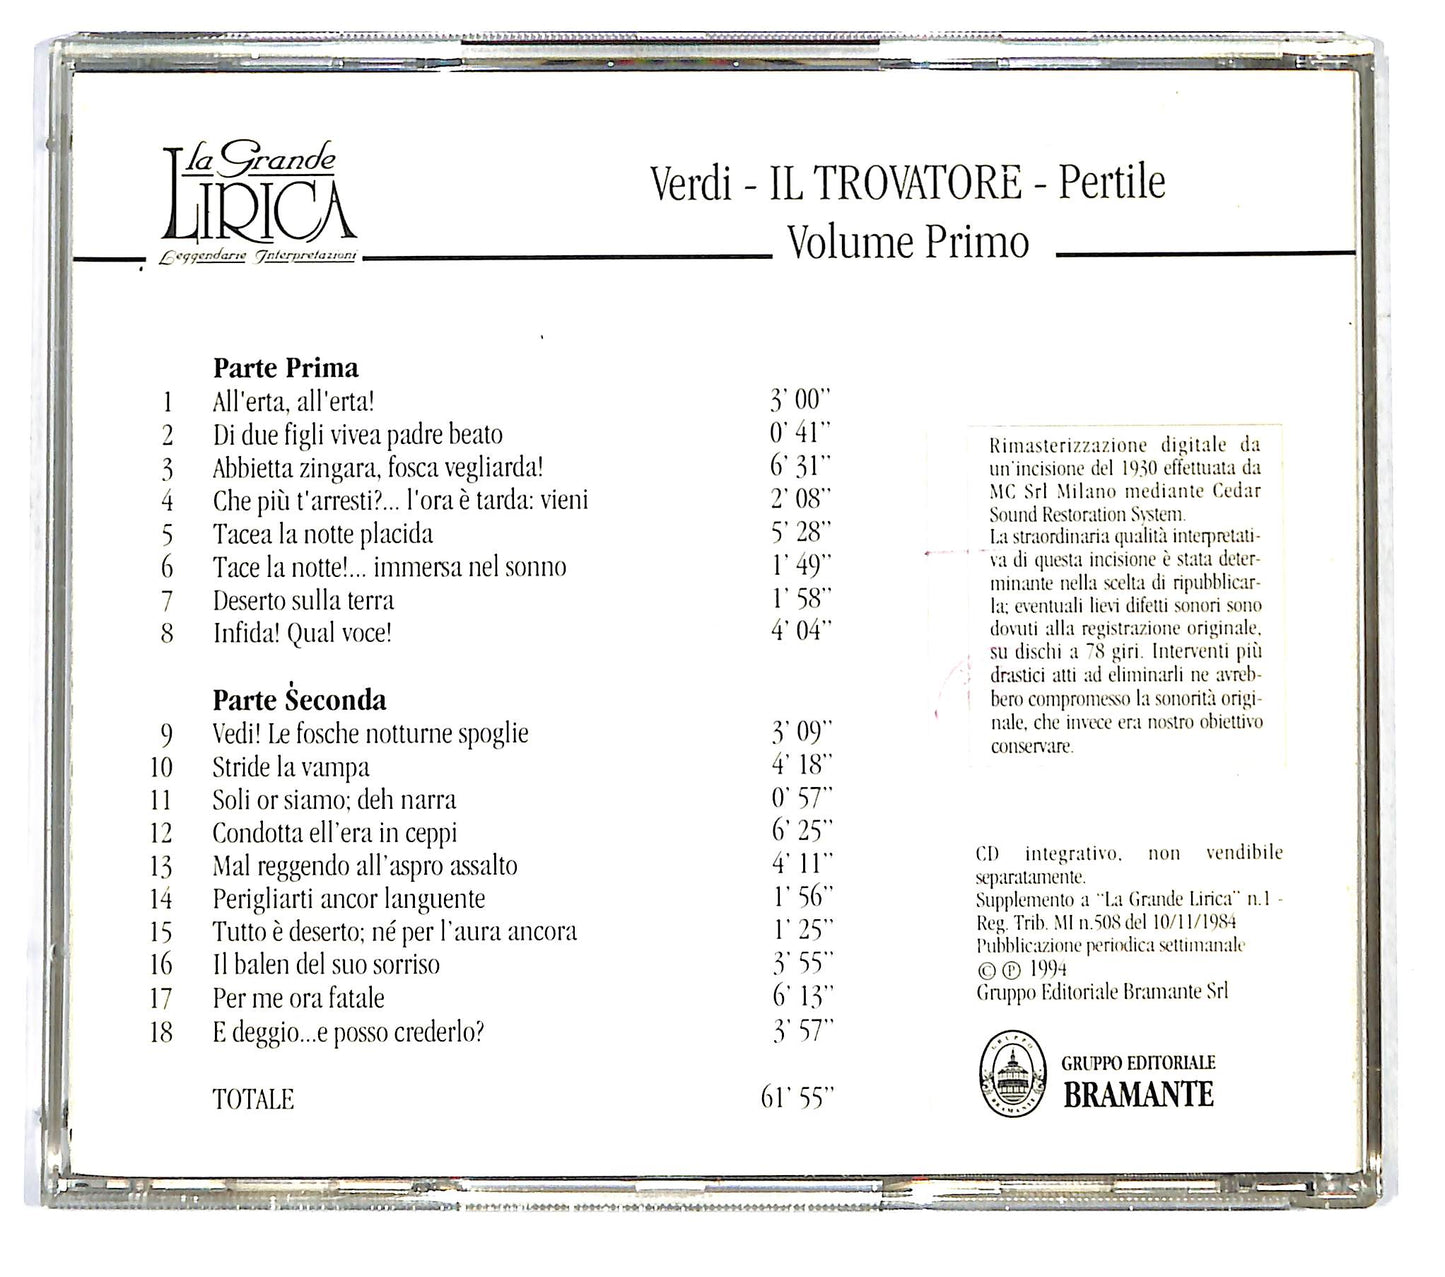 la Grande
LIRICA
Leggendarie Interpretazioni
Verdi - IL TROVATORE - Pertile
Volume Primo
Parte Prima
1 All'erta, all'erta! 3' 00''
2 Di due figli vivea padre beato 0' 41''
3 Abbietta zingara, fosca vegliarda! 6' 31''
4 Che più t'arresti?... l'ora è tarda: vieni 2' 08''
5 Tacea la notte placida 5' 28''
6 Tace la notte!... immersa nel sonno 1' 49''
7 Deserto sulla terra 1' 58''
8 Infida! Qual voce! 4' 04''
Parte Seconda
9 Vedi! Le fosche notturne spoglie 3' 09''
10 Stride la vampa 4' 18''
11 Soli or siamo; deh narra 0' 57''
12 Condotta ell'era in ceppi 6' 25''
13 Mal reggendo all'aspro assalto 4' 11''
14 Perigliarti ancor languente 1' 56''
15 Tutto è deserto; né per l'aura ancora 1' 25''
16 Il balen del suo sorriso 3' 55''
17 Per me ora fatale 6' 13''
18 E deggio...e posso crederlo? 3' 57''
TOTALE 61' 55''
Rimasterizzazione digitale da
un'incisione del 1930 effettuata da
MC Srl Milano mediante Cedar
Sound Restoration System.
La straordinaria qualità interpretati-
va di questa incisione è stata deter-
minante nella scelta di ripubblicar-
la; eventuali lievi difetti sonori sono
dovuti alla registrazione originale,
su dischi a 78 giri. Interventi più
drastici atti ad eliminarli ne avreb-
bero compromesso la sonorità origi-
nale, che invece era nostro obiettivo
conservare.
CD integrativo, non vendibile
separatamente.
Supplemento a "La Grande Lirica" n.1 -
Reg. Trib. MI n.508 del 10/11/1984
Pubblicazione periodica settimanale
© ℗ 1994
Gruppo Editoriale Bramante Srl
GRUPPO
BRAMANTE
GRUPPO EDITORIALE
BRAMANTE